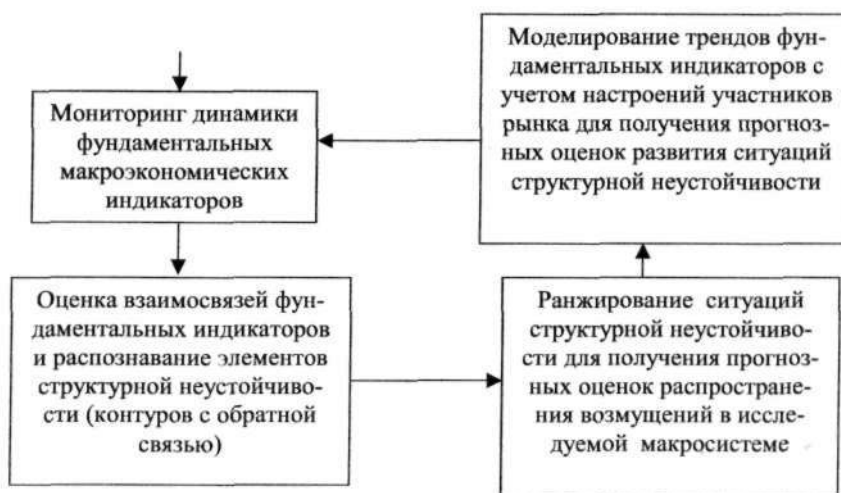 Мониторинг динамики
фундаментальных
макроэкономических
индикаторов
Оценка взаимосвязей фун-
даментальных индикаторов
и распознавание элементов
структурной неустойчиво-
сти (контуров с обратной
связью)
Ранжирование ситуаций
структурной неустойчиво-
сти для получения прогноз-
ных оценок распростране-
ния возмущений в иссле-
дуемой макросистеме
Моделирование трендов фун-
даментальных индикаторов с
учетом настроений участников
рынка для получения прогноз-
ных оценок развития ситуаций
структурной неустойчивости